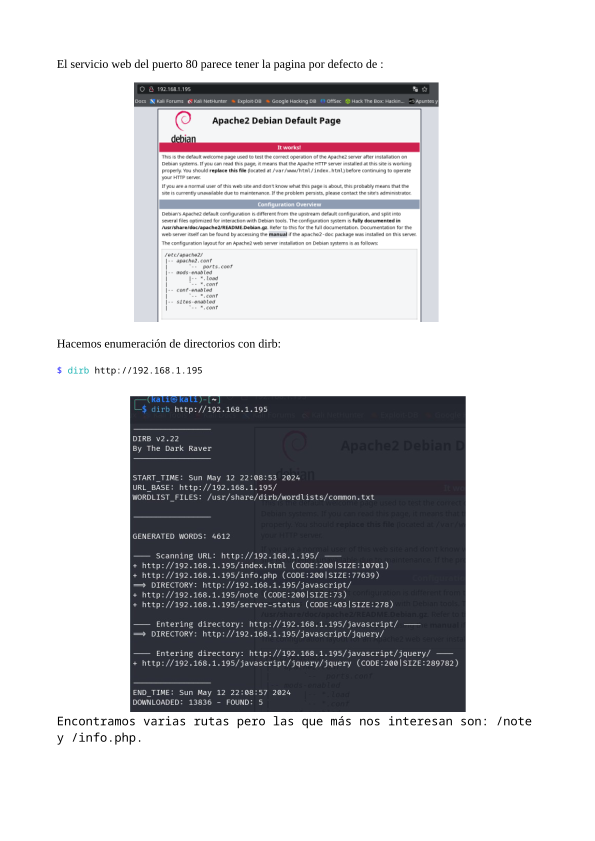 El servicio web del puerto 80 parece tener la pagina por defecto de :
192.168.1.195
Docs Kali Forums Kali NetHunter Exploit-DB Google Hacking DB OffSec Hack The Box: Hackin... Apuntes y
Apache2 Debian Default Page
debian
It works!
This is the default welcome page used to test the correct operation of the Apache2 server after installation on
Debian systems. If you can read this page, it means that the Apache HTTP server installed at this site is working
properly. You should replace this file (located at /var/www/html/index.html) before continuing to operate
your HTTP server.
If you are a normal user of this web site and don't know what this page is about, this probably means that the
site is currently unavailable due to maintenance. If the problem persists, please contact the site's administrator.
Configuration Overview
Debian's Apache2 default configuration is different from the upstream default configuration, and split into
several files optimized for interaction with Debian tools. The configuration system is fully documented in
/usr/share/doc/apache2/README.Debian.gz. Refer to this for the full documentation. Documentation for the
web server itself can be found by accessing the manual if the apache2-doc package was installed on this server.
The configuration layout for an Apache2 web server installation on Debian systems is as follows:
/etc/apache2/
|-- apache2.conf
|       `--  ports.conf
|-- mods-enabled
|       |-- *.load
|       `-- *.conf
|-- conf-enabled
|       `-- *.conf
|-- sites-enabled
|       `-- *.conf
Hacemos enumeración de directorios con dirb:
$ dirb http://192.168.1.195
(kali㉿kali)-[~]
$ dirb http://192.168.1.195
DIRB v2.22
By The Dark Raver
START_TIME: Sun May 12 22:08:53 2024
URL_BASE: http://192.168.1.195/
WORDLIST_FILES: /usr/share/dirb/wordlists/common.txt
GENERATED WORDS: 4612
---- Scanning URL: http://192.168.1.195/ ----
+ http://192.168.1.195/index.html (CODE:200|SIZE:10701)
+ http://192.168.1.195/info.php (CODE:200|SIZE:77639)
==> DIRECTORY: http://192.168.1.195/javascript/
+ http://192.168.1.195/note (CODE:200|SIZE:73)
+ http://192.168.1.195/server-status (CODE:403|SIZE:278)
---- Entering directory: http://192.168.1.195/javascript/ ----
==> DIRECTORY: http://192.168.1.195/javascript/jquery/
---- Entering directory: http://192.168.1.195/javascript/jquery/ ----
+ http://192.168.1.195/javascript/jquery/jquery (CODE:200|SIZE:289782)
END_TIME: Sun May 12 22:08:57 2024
DOWNLOADED: 13836 - FOUND: 5
Encontramos varias rutas pero las que más nos interesan son: /note
y /info.php.